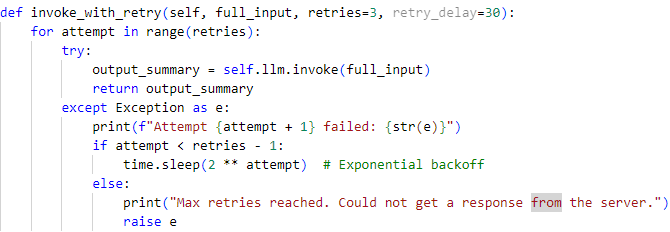 def invoke_with_retry(self, full_input, retries=3, retry_delay=30):
    for attempt in range(retries):
        try:
            output_summary = self.llm.invoke(full_input)
            return output_summary
        except Exception as e:
            print(f"Attempt {attempt + 1} failed: {str(e)}")
            if attempt < retries - 1:
                time.sleep(2 ** attempt)  # Exponential backoff
            else:
                print("Max retries reached. Could not get a response from the server.")
                raise e